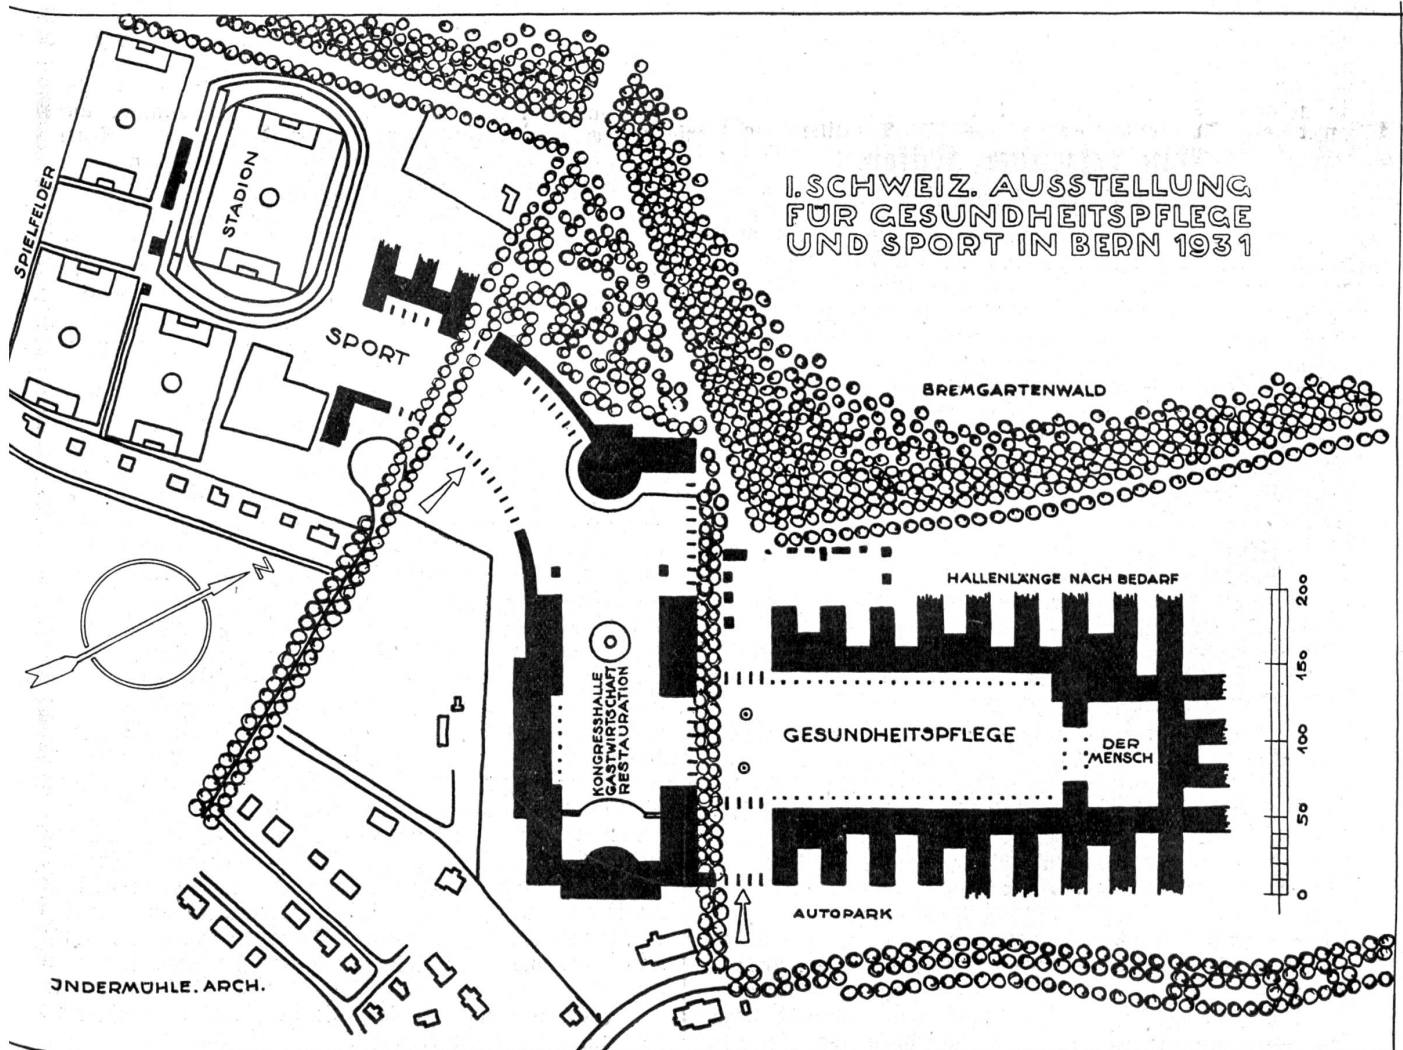 I. SCHWEIZ. AUSSTELLUNG
FÜR GESUNDHEITSPFLEGE
UND SPORT IN BERN 1931
STADION
SPIELFELDER
SPORT
BREMGARTENWALD
N
HALLENLÄNGE NACH BEDARF
200
150
100
50
0
KONGRESSHALLE
GASTWIRTSCHAFT
RESTAURATION
GESUNDHEITSPFLEGE
DER
MENSCH
AUTOPARK
INDERMÜHLE. ARCH.